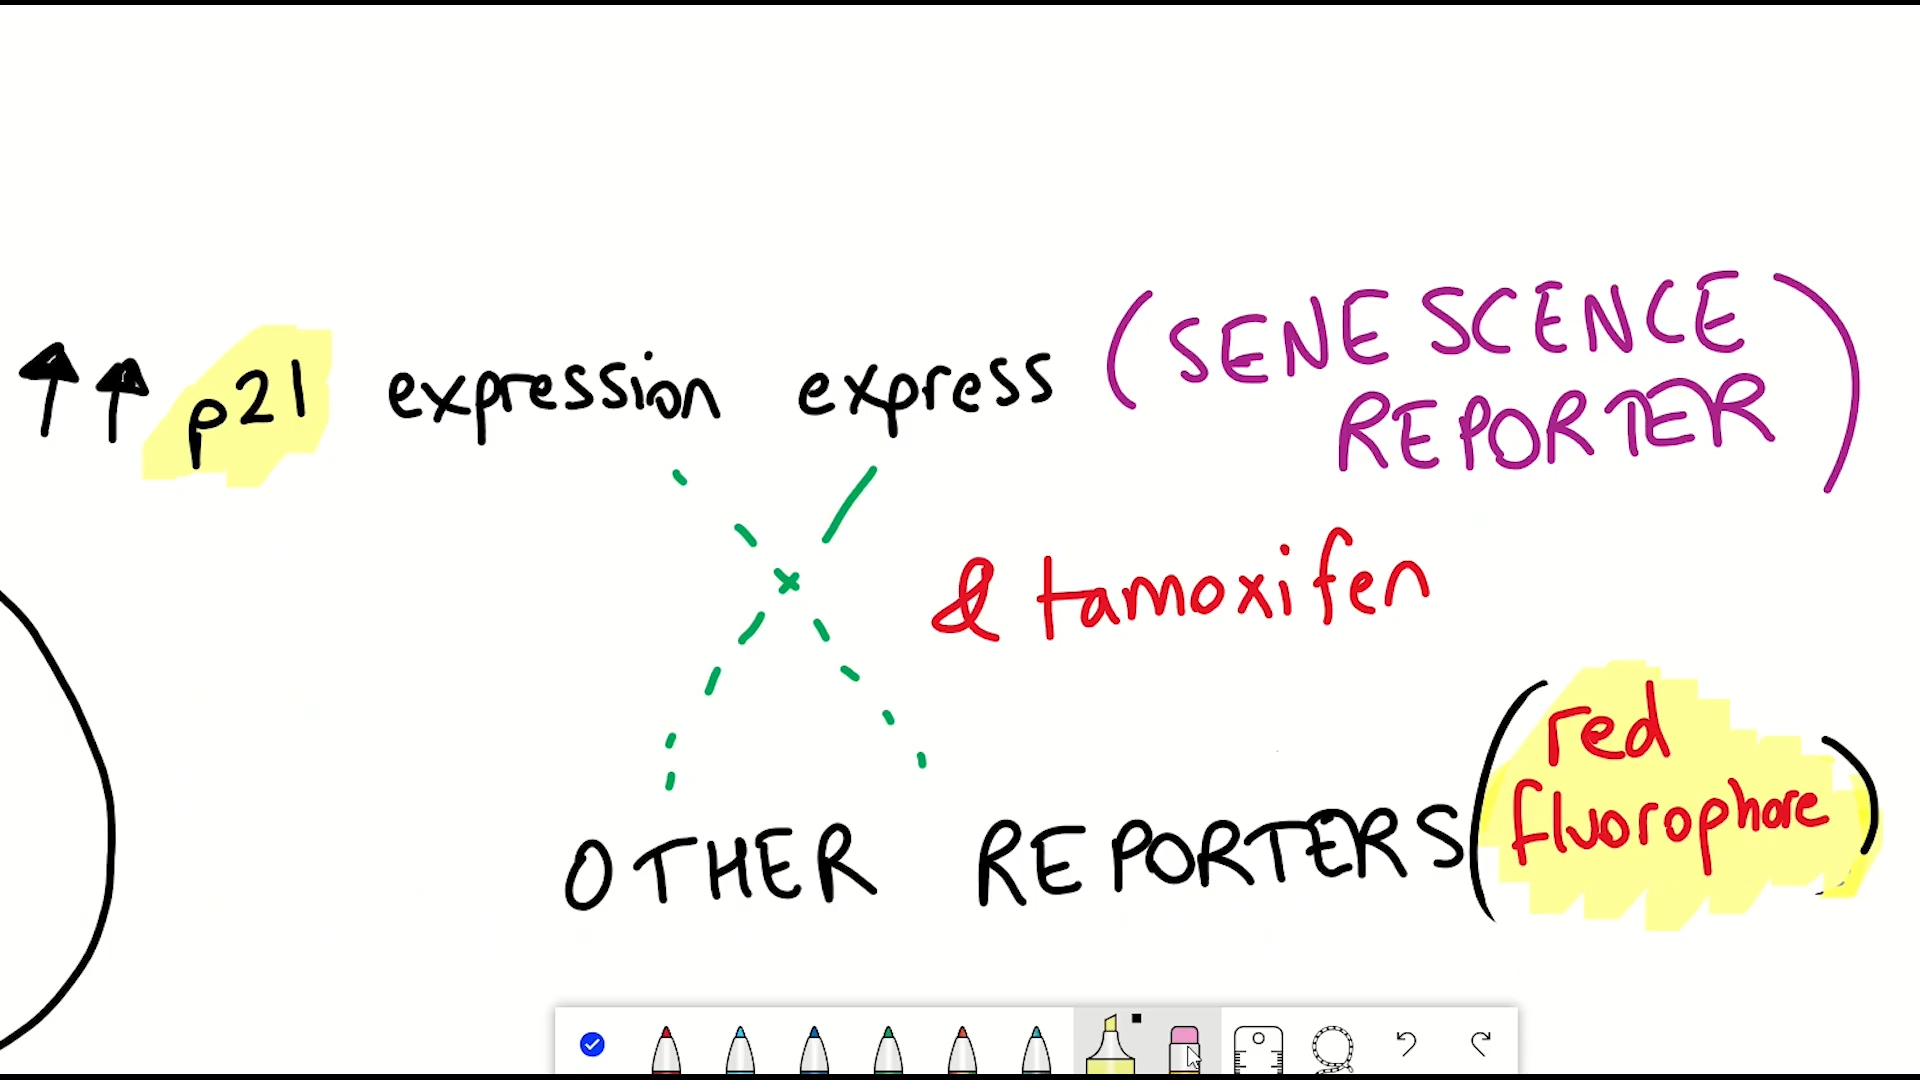 ↑↑ p21 expression express (SENESCENCE
REPORTER)
& tamoxifen
OTHER REPORTERS (red
fluorophore)